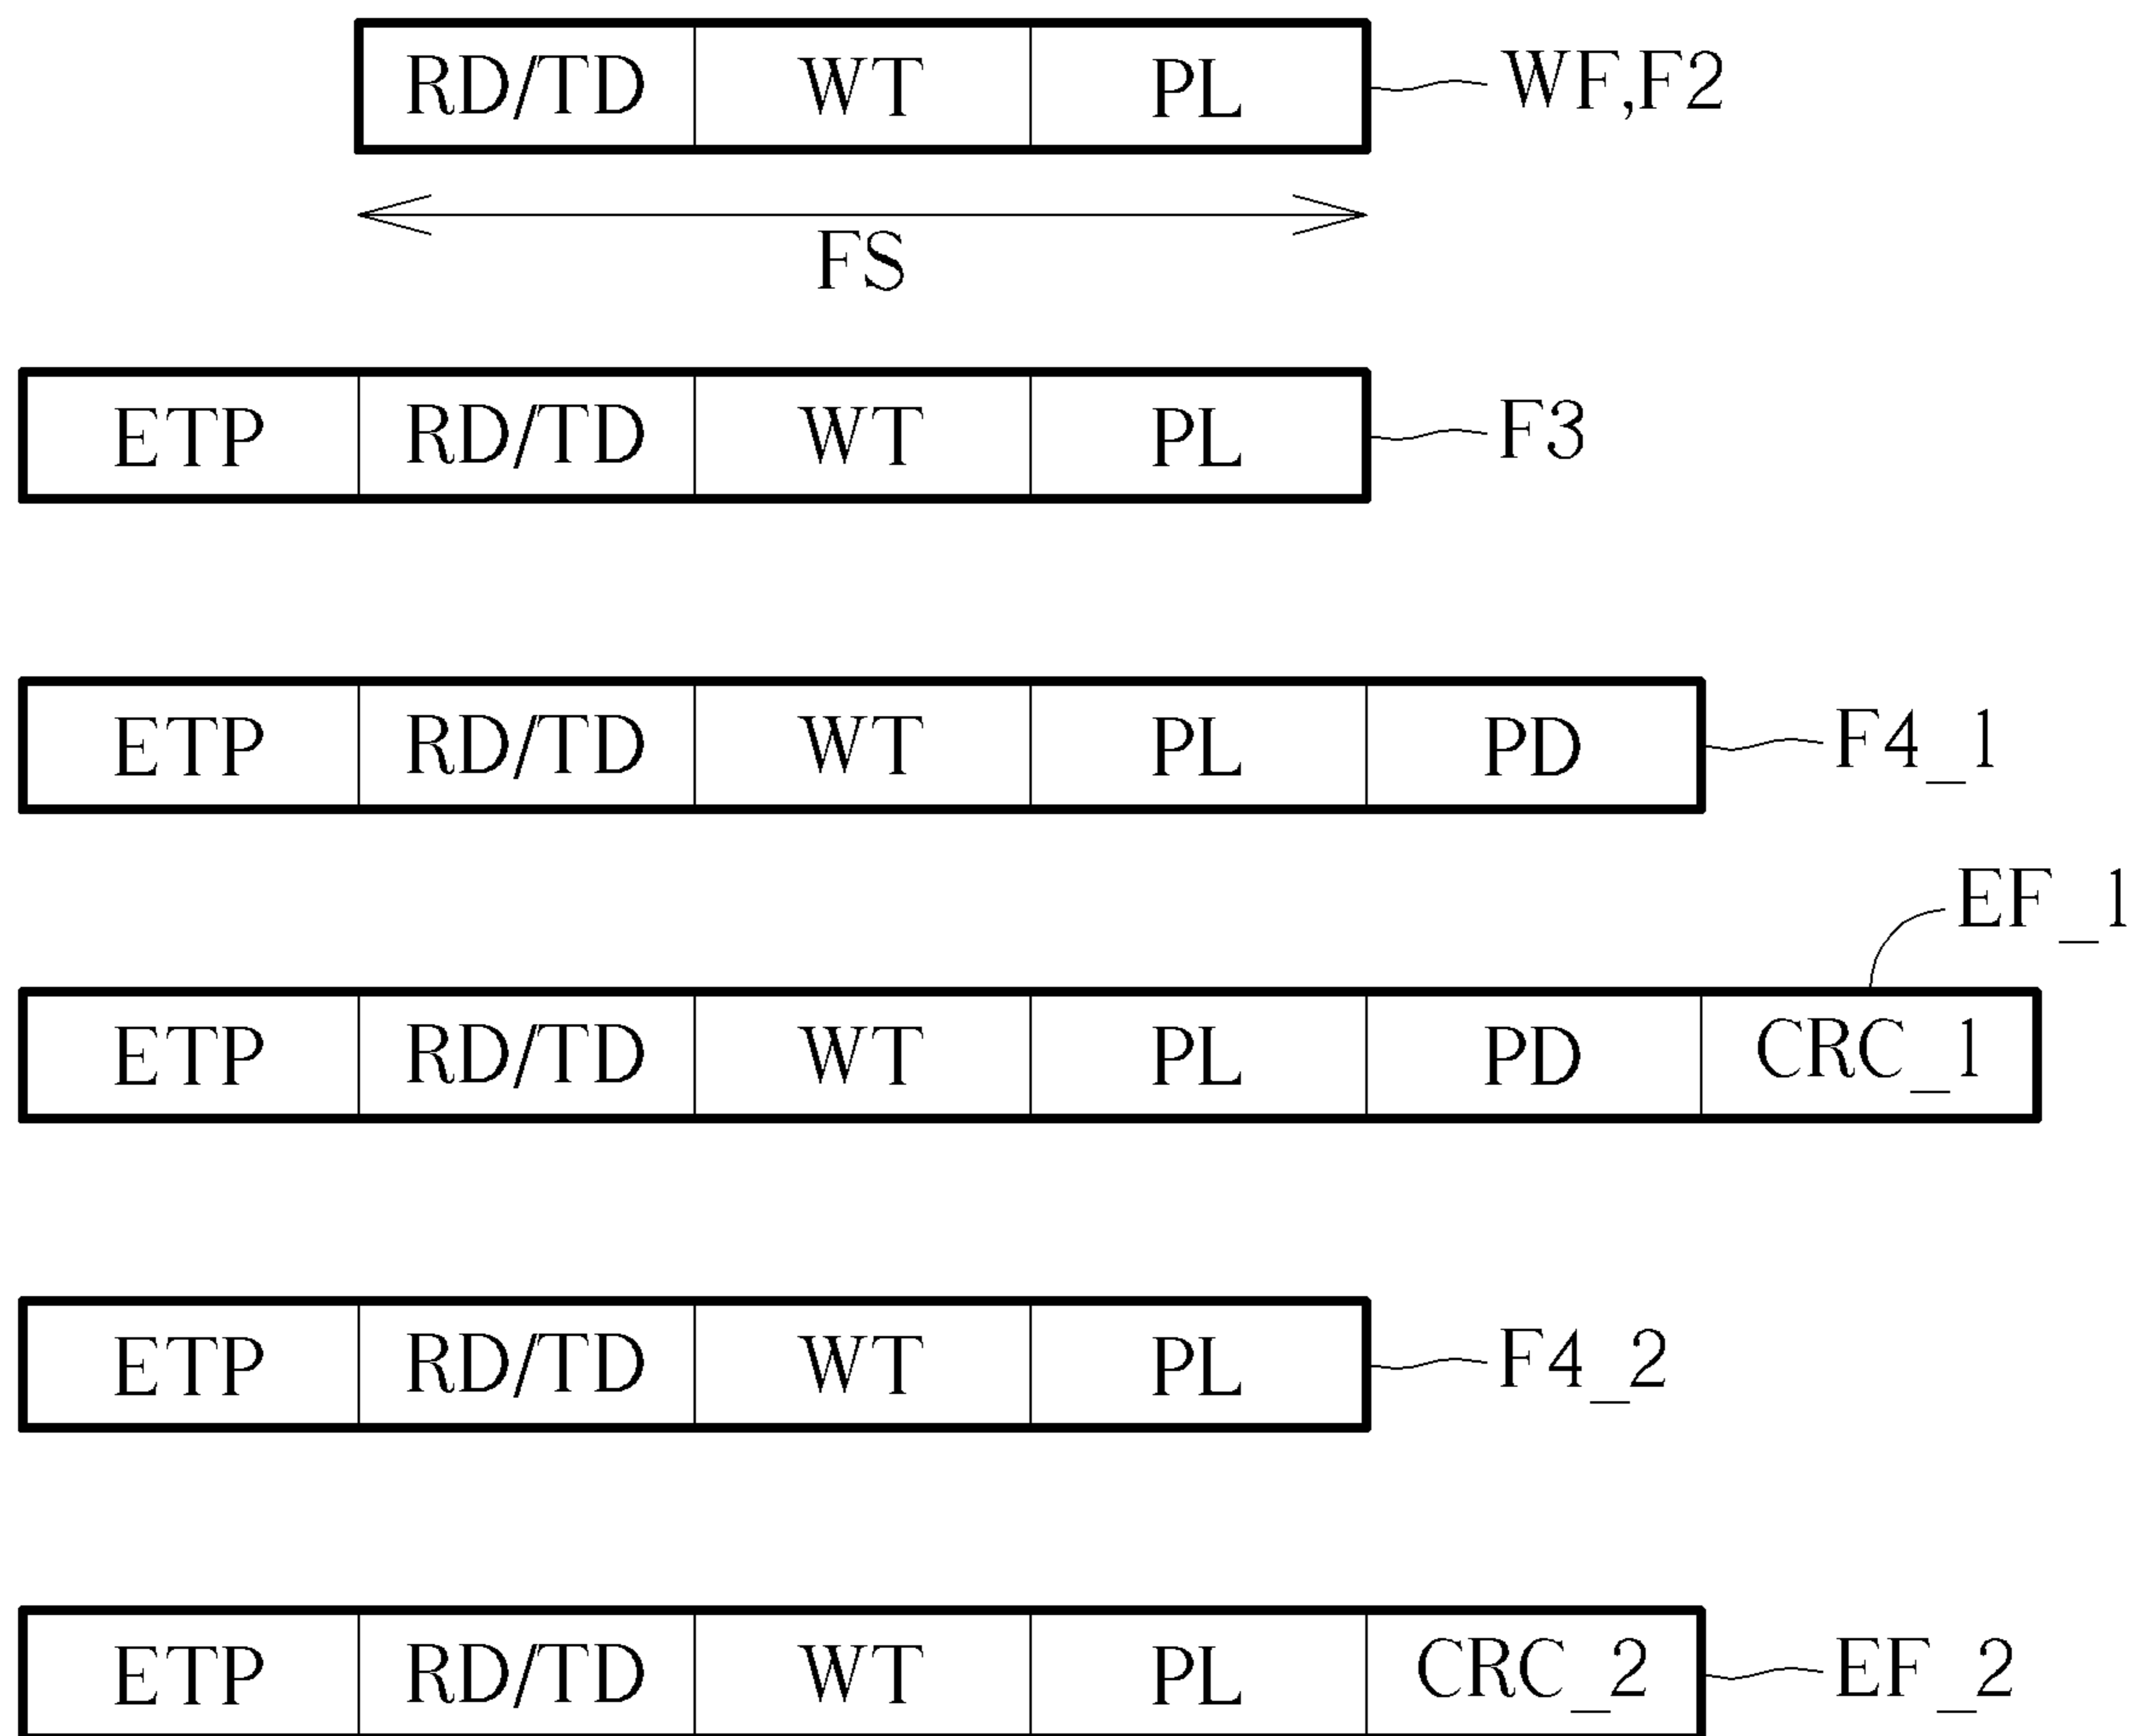 RD/TD WT PL WF,F2
FS
ETP RD/TD WT PL F3
ETP RD/TD WT PL PD F4_1
EF_1
ETP RD/TD WT PL PD CRC_1
ETP RD/TD WT PL F4_2
ETP RD/TD WT PL CRC_2 EF_2